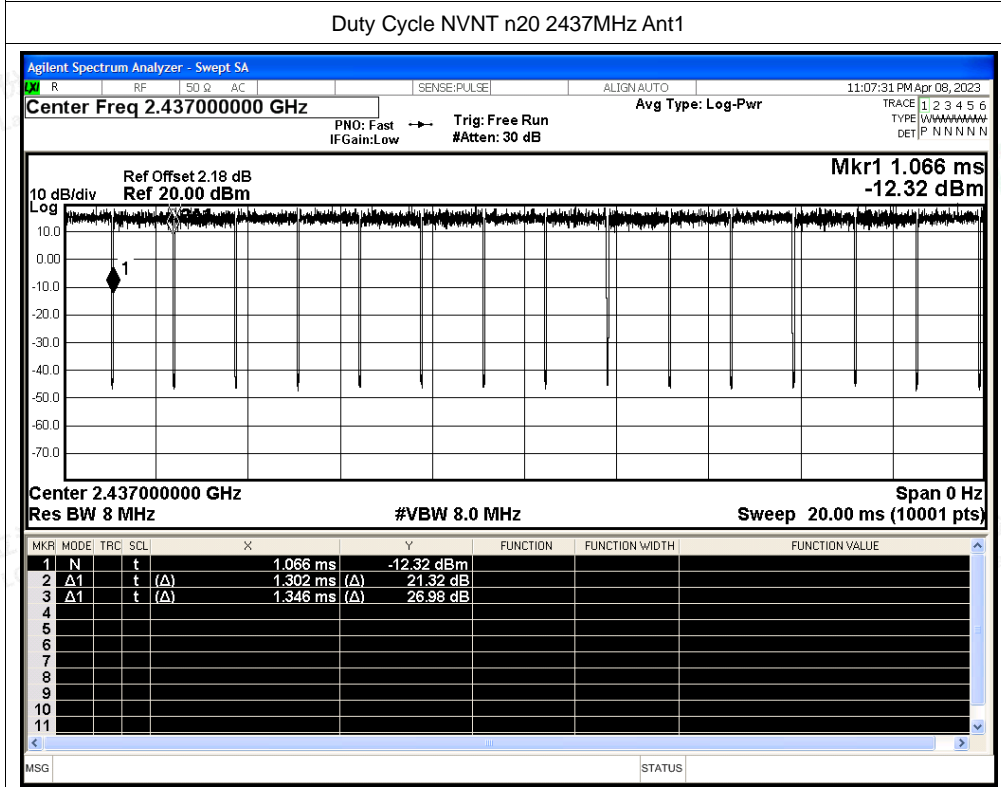 Duty Cycle NVNT n20 2437MHz Ant1
Agilent Spectrum Analyzer - Swept SA
LXI R RF 50 Ω AC SENSE:PULSE ALIGN AUTO 11:07:31 PM Apr 08, 2023
Center Freq 2.437000000 GHz Avg Type: Log-Pwr TRACE 1 2 3 4 5 6
PNO: Fast Trig: Free Run TYPE WWWWWW
IFGain:Low #Atten: 30 dB DET P N N N N N
Mkr1 1.066 ms
Ref Offset 2.18 dB
10 dB/div Ref 20.00 dBm -12.32 dBm
Log
10.0
0.00
1
-10.0
-20.0
-30.0
-40.0
-50.0
-60.0
-70.0
Center 2.437000000 GHz Span 0 Hz
Res BW 8 MHz #VBW 8.0 MHz Sweep 20.00 ms (10001 pts)
MKR MODE TRC SCL X Y FUNCTION FUNCTION WIDTH FUNCTION VALUE
1 N t 1.066 ms -12.32 dBm
2 Δ1 t (Δ) 1.302 ms (Δ) 21.32 dB
3 Δ1 t (Δ) 1.346 ms (Δ) 26.98 dB
4
5
6
7
8
9
10
11
MSG STATUS